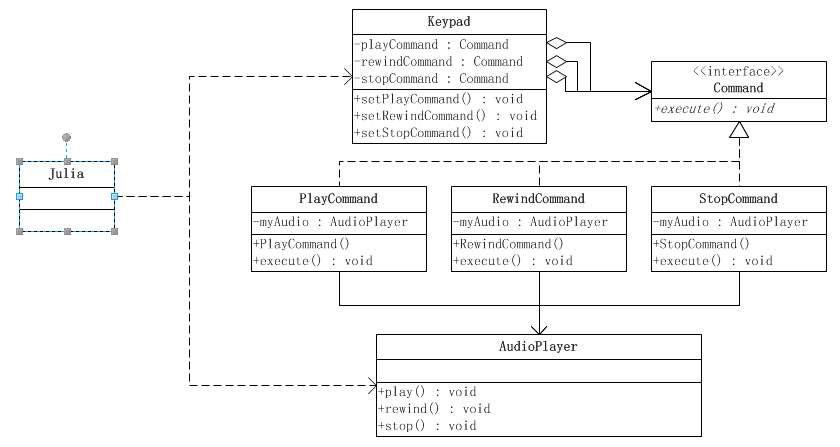 Keypad
-playCommand : Command
-rewindCommand : Command
-stopCommand : Command
+setPlayCommand() : void
+setRewindCommand() : void
+setStopCommand() : void
<<interface>>
Command
+execute() : void
Julia
PlayCommand
-myAudio : AudioPlayer
+PlayCommand()
+execute() : void
RewindCommand
-myAudio : AudioPlayer
+RewindCommand()
+execute() : void
StopCommand
-myAudio : AudioPlayer
+StopCommand()
+execute() : void
AudioPlayer
+play() : void
+rewind() : void
+stop() : void